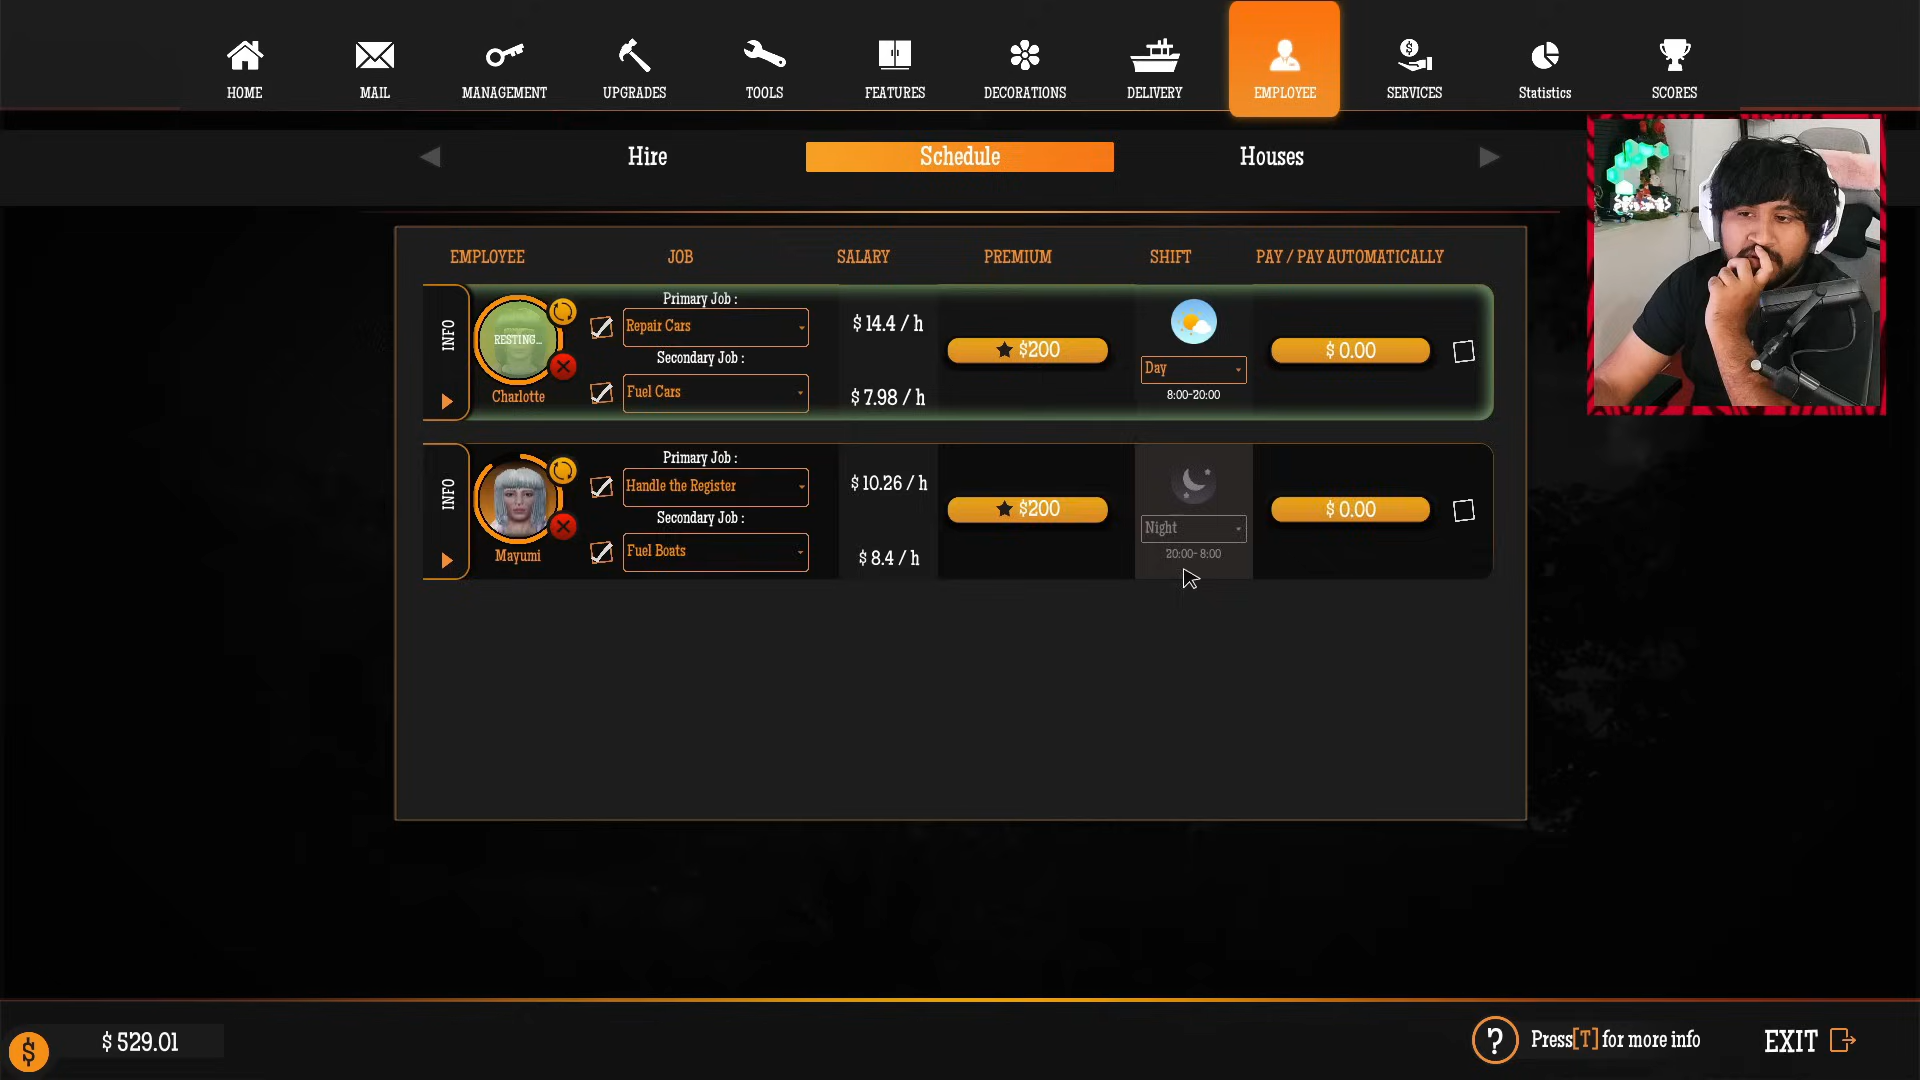 HOME
MAIL
MANAGEMENT
UPGRADES
TOOLS
FEATURES
DECORATIONS
DELIVERY
EMPLOYEE
SERVICES
Statistics
SCORES
Hire
Schedule
Houses
EMPLOYEE
JOB
SALARY
PREMIUM
SHIFT
PAY / PAY AUTOMATICALLY
INFO
RESTING...
Charlotte
Primary Job :
Repair Cars
Secondary Job :
Fuel Cars
$ 14.4 / h
$ 7.98 / h
$200
Day
8:00-20:00
$ 0.00
INFO
Mayumi
Primary Job :
Handle the Register
Secondary Job :
Fuel Boats
$ 10.26 / h
$ 8.4 / h
$200
Night
20:00- 8:00
$ 0.00
$
$ 529.01
?
Press[T] for more info
EXIT